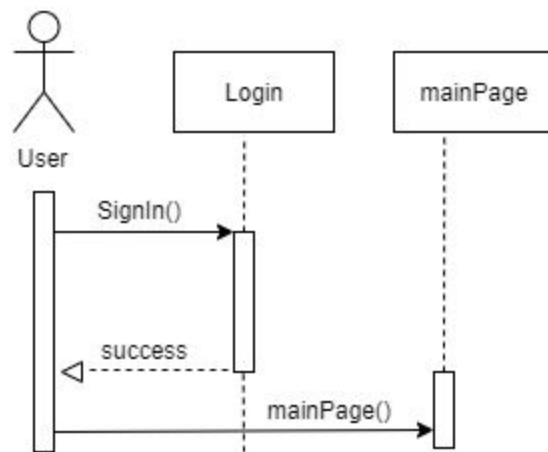 Login
mainPage
User
SignIn()
success
mainPage()